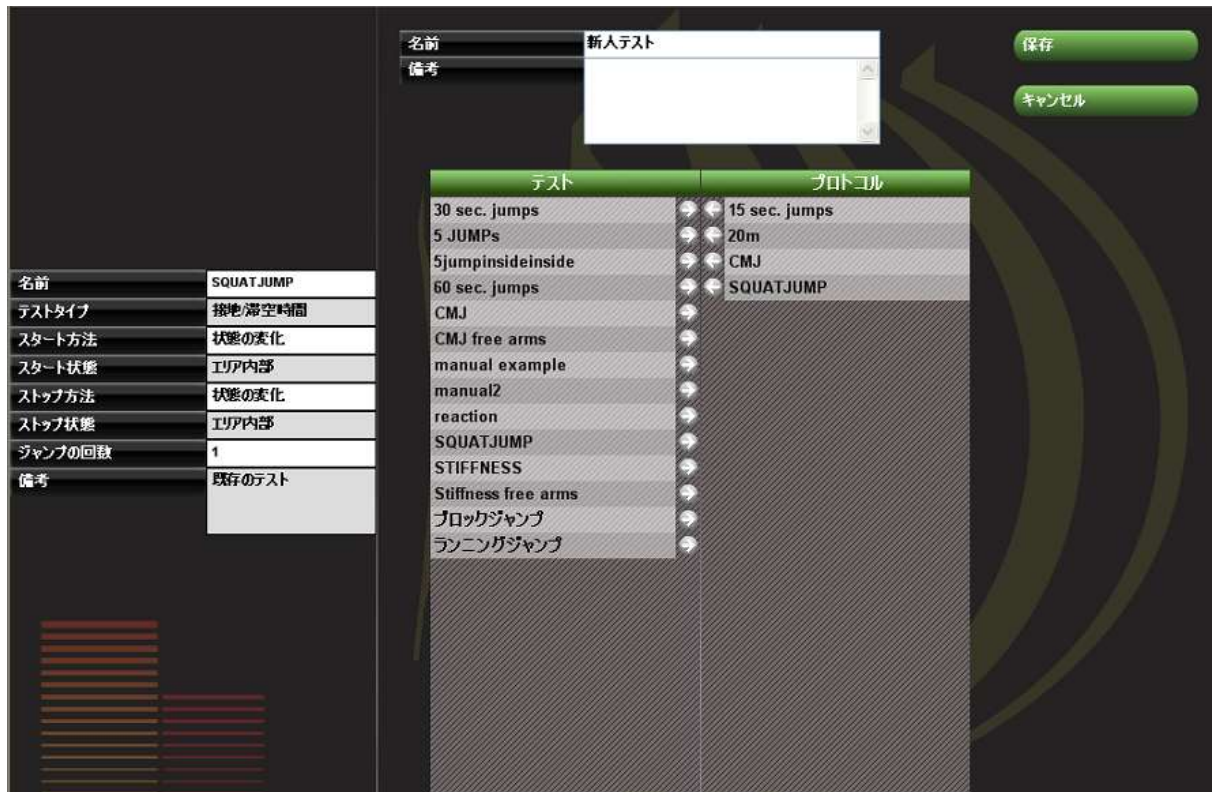 名前 新人テスト
備考
保存
キャンセル
名前 SQUATJUMP
テストタイプ 接地/滞空時間
スタート方法 状態の変化
スタート状態 エリア内部
ストップ方法 状態の変化
ストップ状態 エリア内部
ジャンプの回数 1
備考 既存のテスト
テスト プロトコル
30 sec. jumps 15 sec. jumps
5 JUMPs 20m
5jumpinsideinside CMJ
60 sec. jumps SQUATJUMP
CMJ
CMJ free arms
manual example
manual2
reaction
SQUATJUMP
STIFFNESS
Stiffness free arms
ブロックジャンプ
ランニングジャンプ